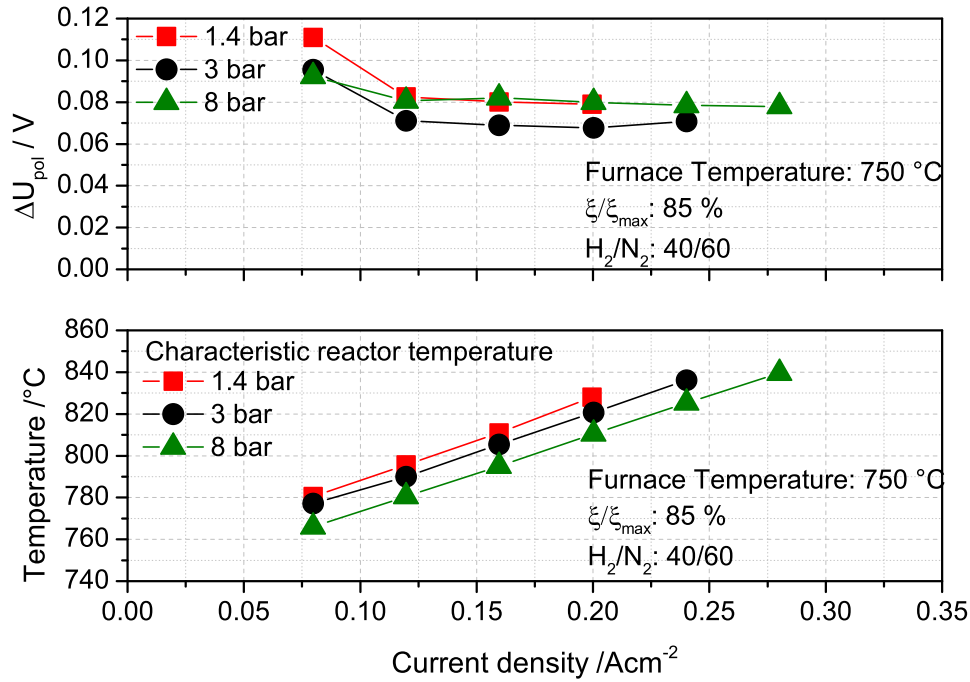 0.12
0.10
0.08
0.06
0.04
0.02
0.00
ΔU_pol / V
1.4 bar
3 bar
8 bar
Furnace Temperature: 750 °C
ξ/ξ_max: 85 %
H₂/N₂: 40/60
860
840
820
800
780
760
740
Temperature /°C
Characteristic reactor temperature
1.4 bar
3 bar
8 bar
Furnace Temperature: 750 °C
ξ/ξ_max: 85 %
H₂/N₂: 40/60
0.00 0.05 0.10 0.15 0.20 0.25 0.30 0.35
Current density /Acm⁻²